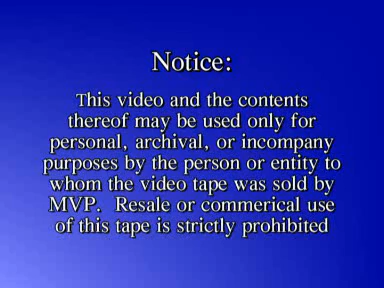 Notice:
This video and the contents
thereof may be used only for
personal, archival, or incompany
purposes by the person or entity to
whom the video tape was sold by
MVP. Resale or commerical use
of this tape is strictly prohibited